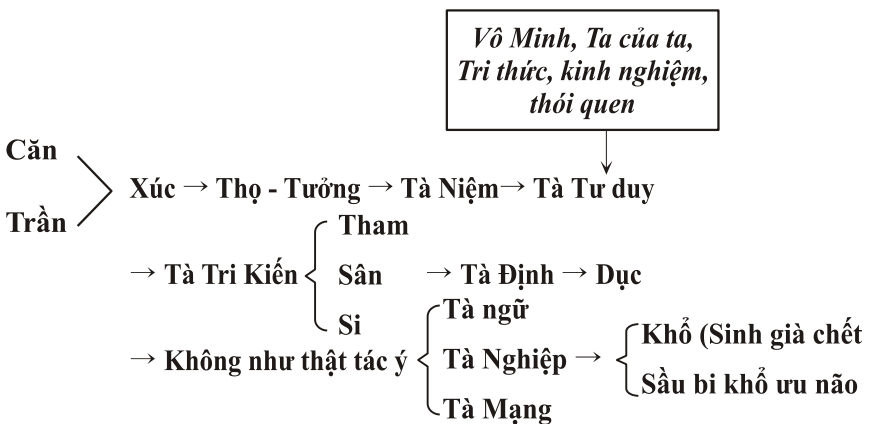 Vô Minh, Ta của ta,
Tri thức, kinh nghiệm,
thói quen
Căn
Trần
Xúc → Thọ - Tưởng → Tà Niệm → Tà Tư duy
→ Tà Tri Kiến
Tham
Sân
Si
→ Tà Định → Dục
→ Không như thật tác ý
Tà ngữ
Tà Nghiệp
Tà Mạng
→
Khổ (Sinh già chết
Sầu bi khổ ưu não